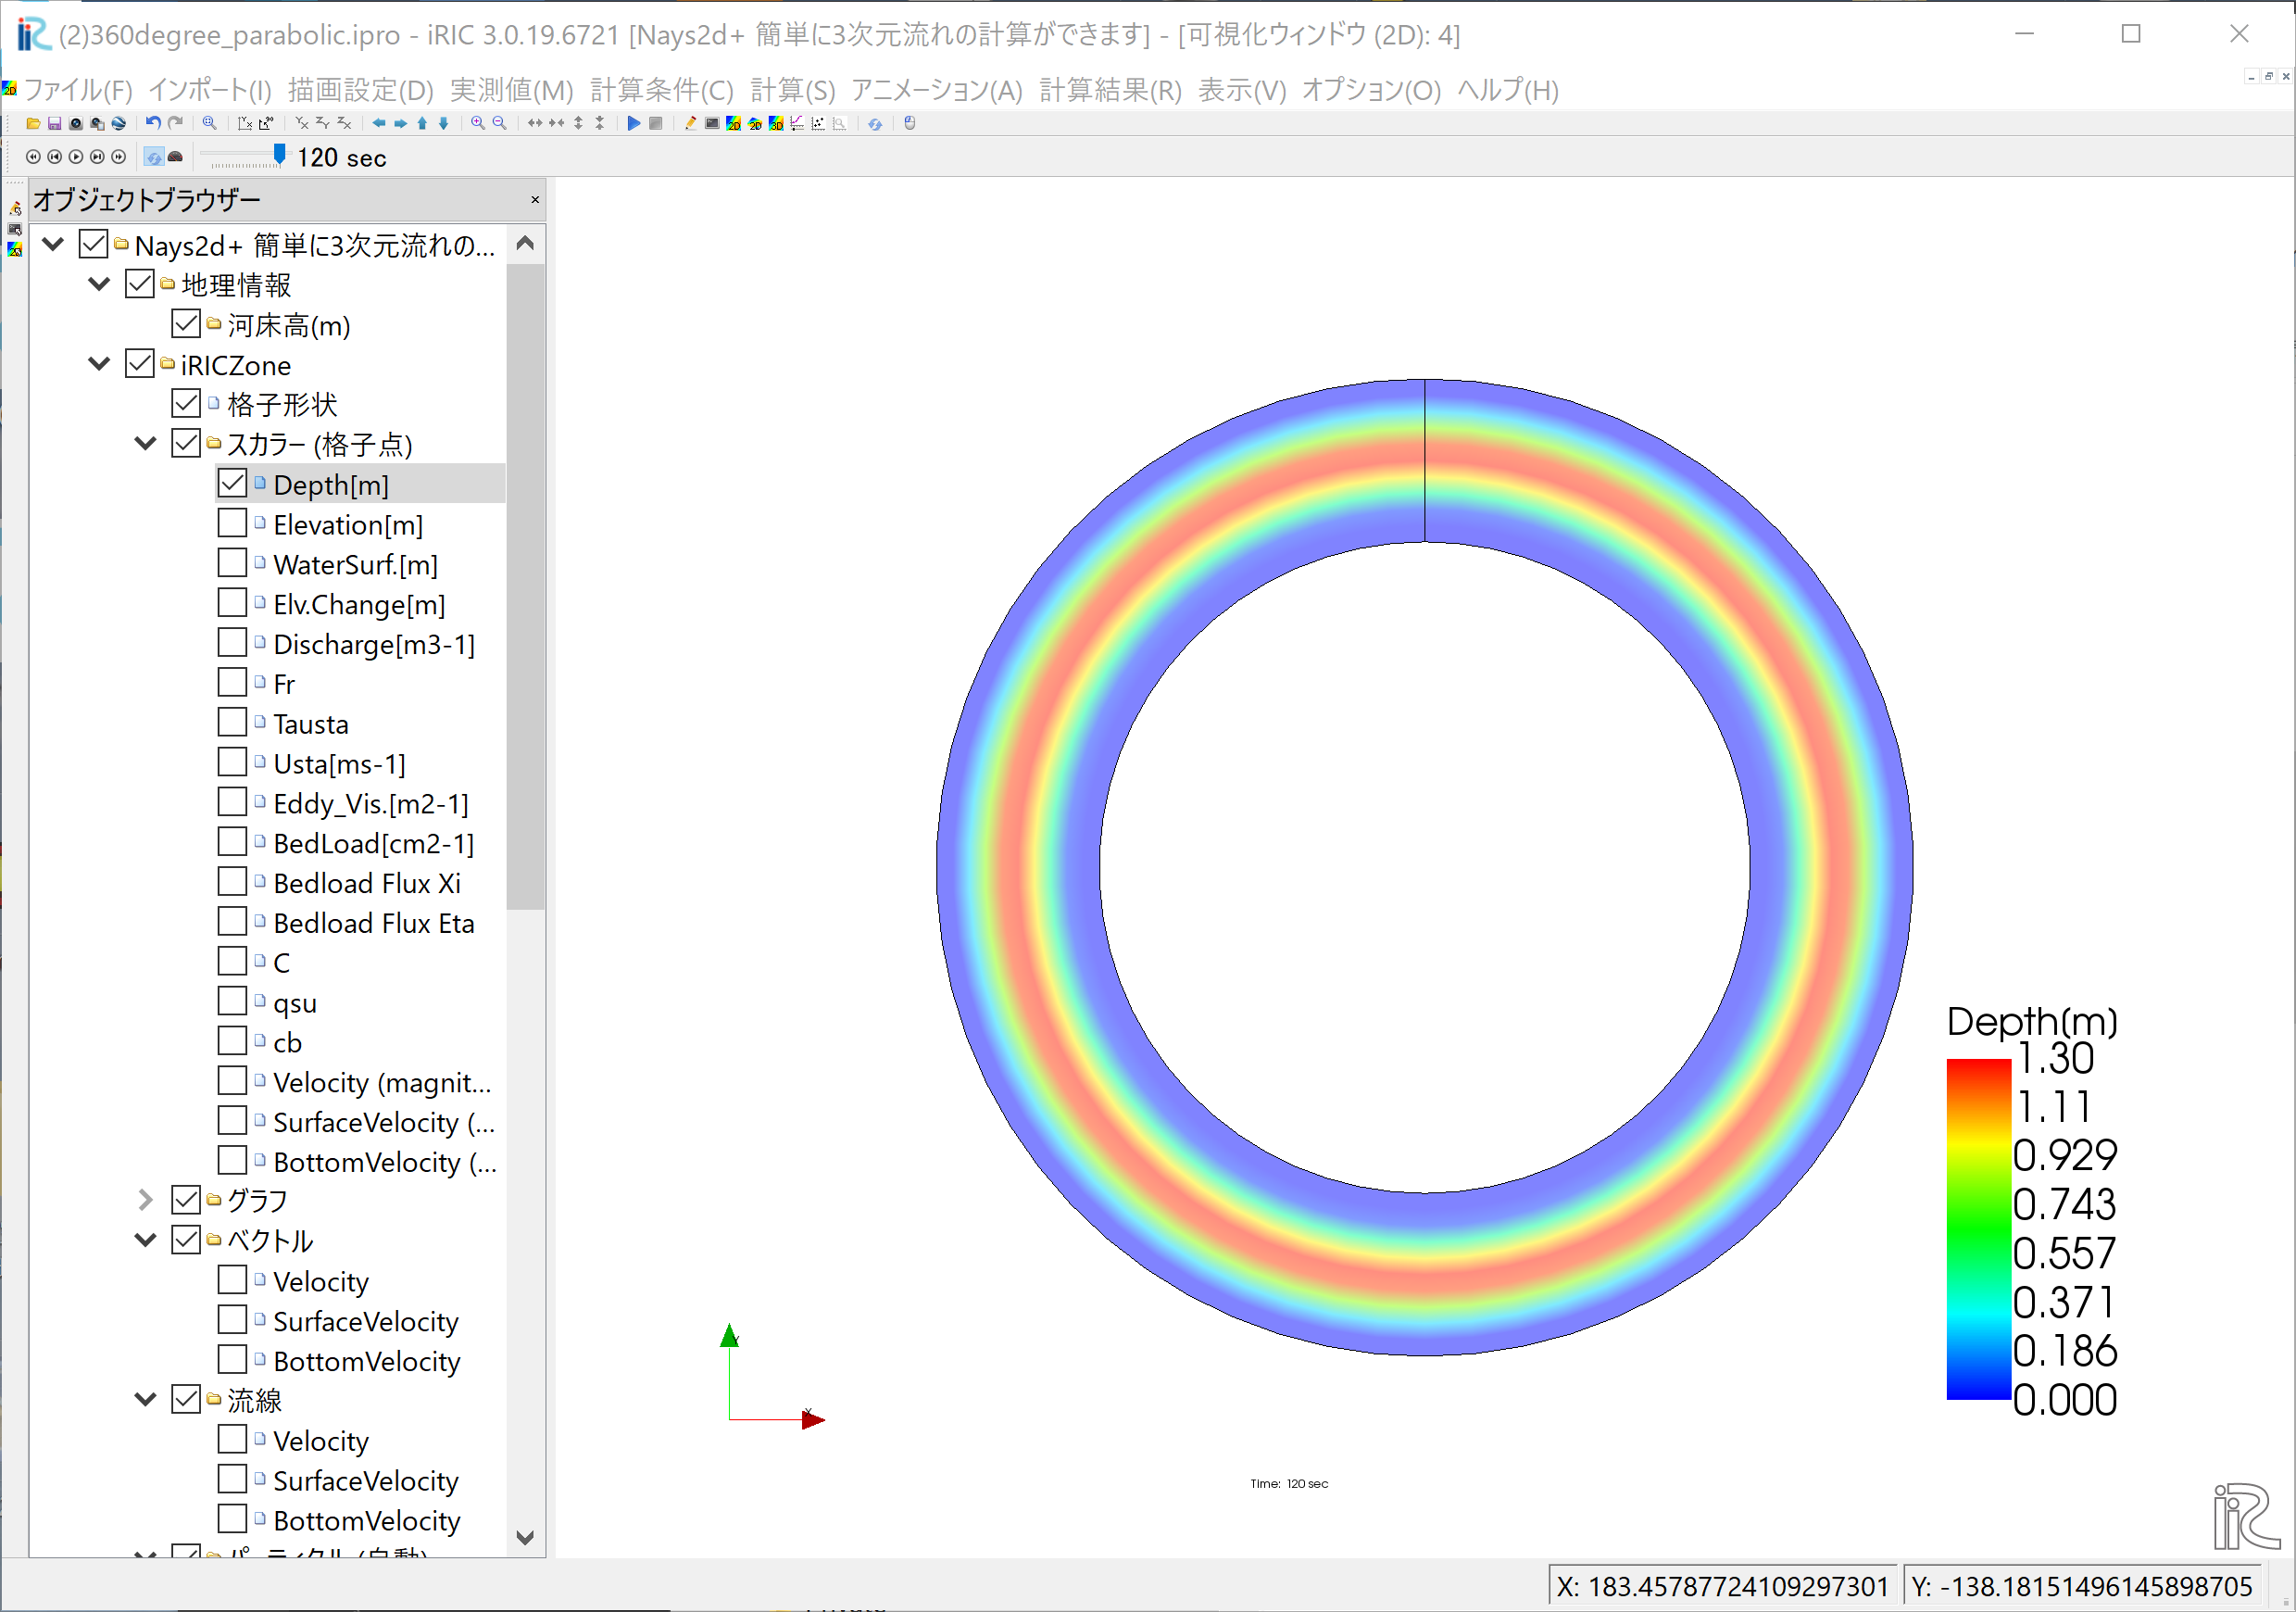 (2)360degree_parabolic.ipro - iRIC 3.0.19.6721 [Nays2d+ 簡単に3次元流れの計算ができます] - [可視化ウィンドウ (2D): 4]
ファイル(F) インポート(I) 描画設定(D) 実測値(M) 計算条件(C) 計算(S) アニメーション(A) 計算結果(R) 表示(V) オプション(O) ヘルプ(H)
120 sec
オブジェクトブラウザー
Nays2d+ 簡単に3次元流れの...
地理情報
河床高(m)
iRICZone
格子形状
スカラー (格子点)
Depth[m]
Elevation[m]
WaterSurf.[m]
Elv.Change[m]
Discharge[m3-1]
Fr
Tausta
Usta[ms-1]
Eddy_Vis.[m2-1]
BedLoad[cm2-1]
Bedload Flux Xi
Bedload Flux Eta
C
qsu
cb
Velocity (magnit...
SurfaceVelocity (...
BottomVelocity (...
グラフ
ベクトル
Velocity
SurfaceVelocity
BottomVelocity
流線
Velocity
SurfaceVelocity
BottomVelocity
パーティクル (自動)
Depth(m)
1.30
1.11
0.929
0.743
0.557
0.371
0.186
0.000
Y
X
Time: 120 sec
iRIC
X: 183.45787724109297301
Y: -138.18151496145898705